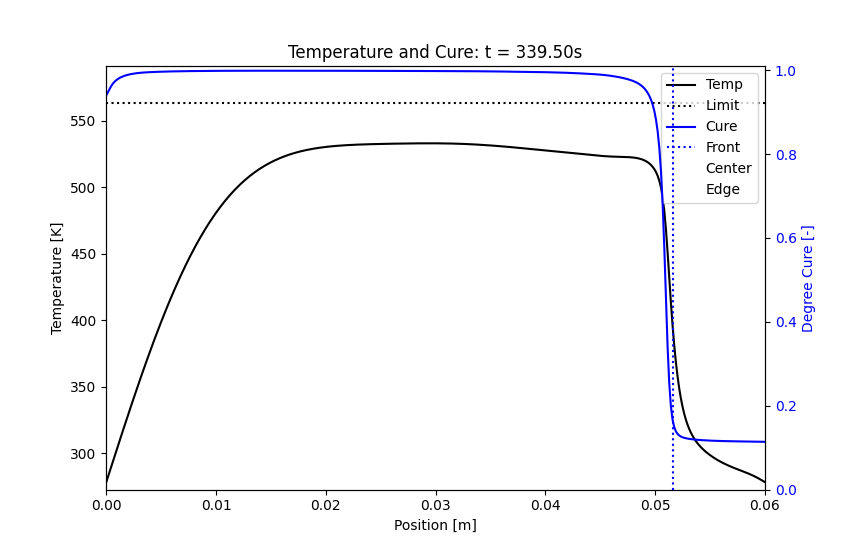 Temperature and Cure: t = 339.50s
Temperature [K]
550
500
450
400
350
300
Temp
Limit
Cure
Front
Center
Edge
1.0
0.8
0.6
0.4
0.2
0.0
Degree Cure [-]
0.00
0.01
0.02
0.03
0.04
0.05
0.06
Position [m]